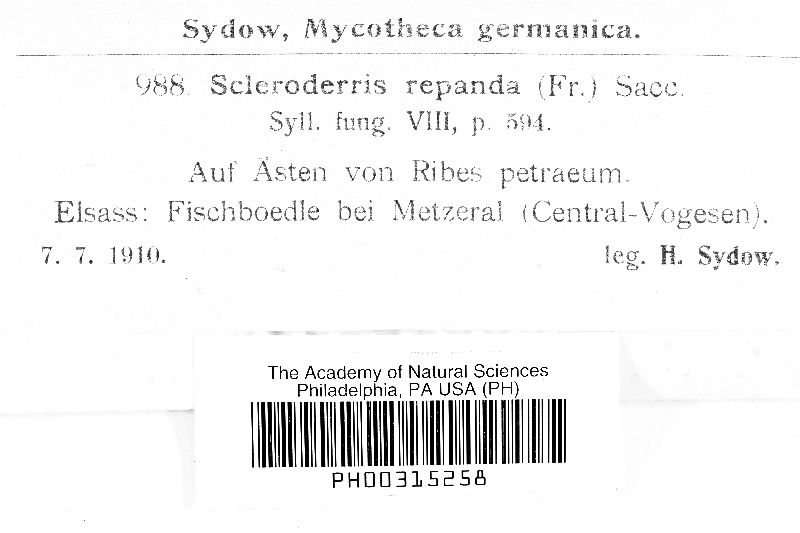 Sydow, Mycotheca germanica.
988. Scleroderris repanda (Fr.) Sacc.
Syll. fung. VIII, p. 594.
Auf Ästen von Ribes petraeum.
Elsass: Fischboedle bei Metzeral (Central-Vogesen).
7. 7. 1910. leg. H. Sydow.
The Academy of Natural Sciences
Philadelphia, PA USA (PH)
PH00315258